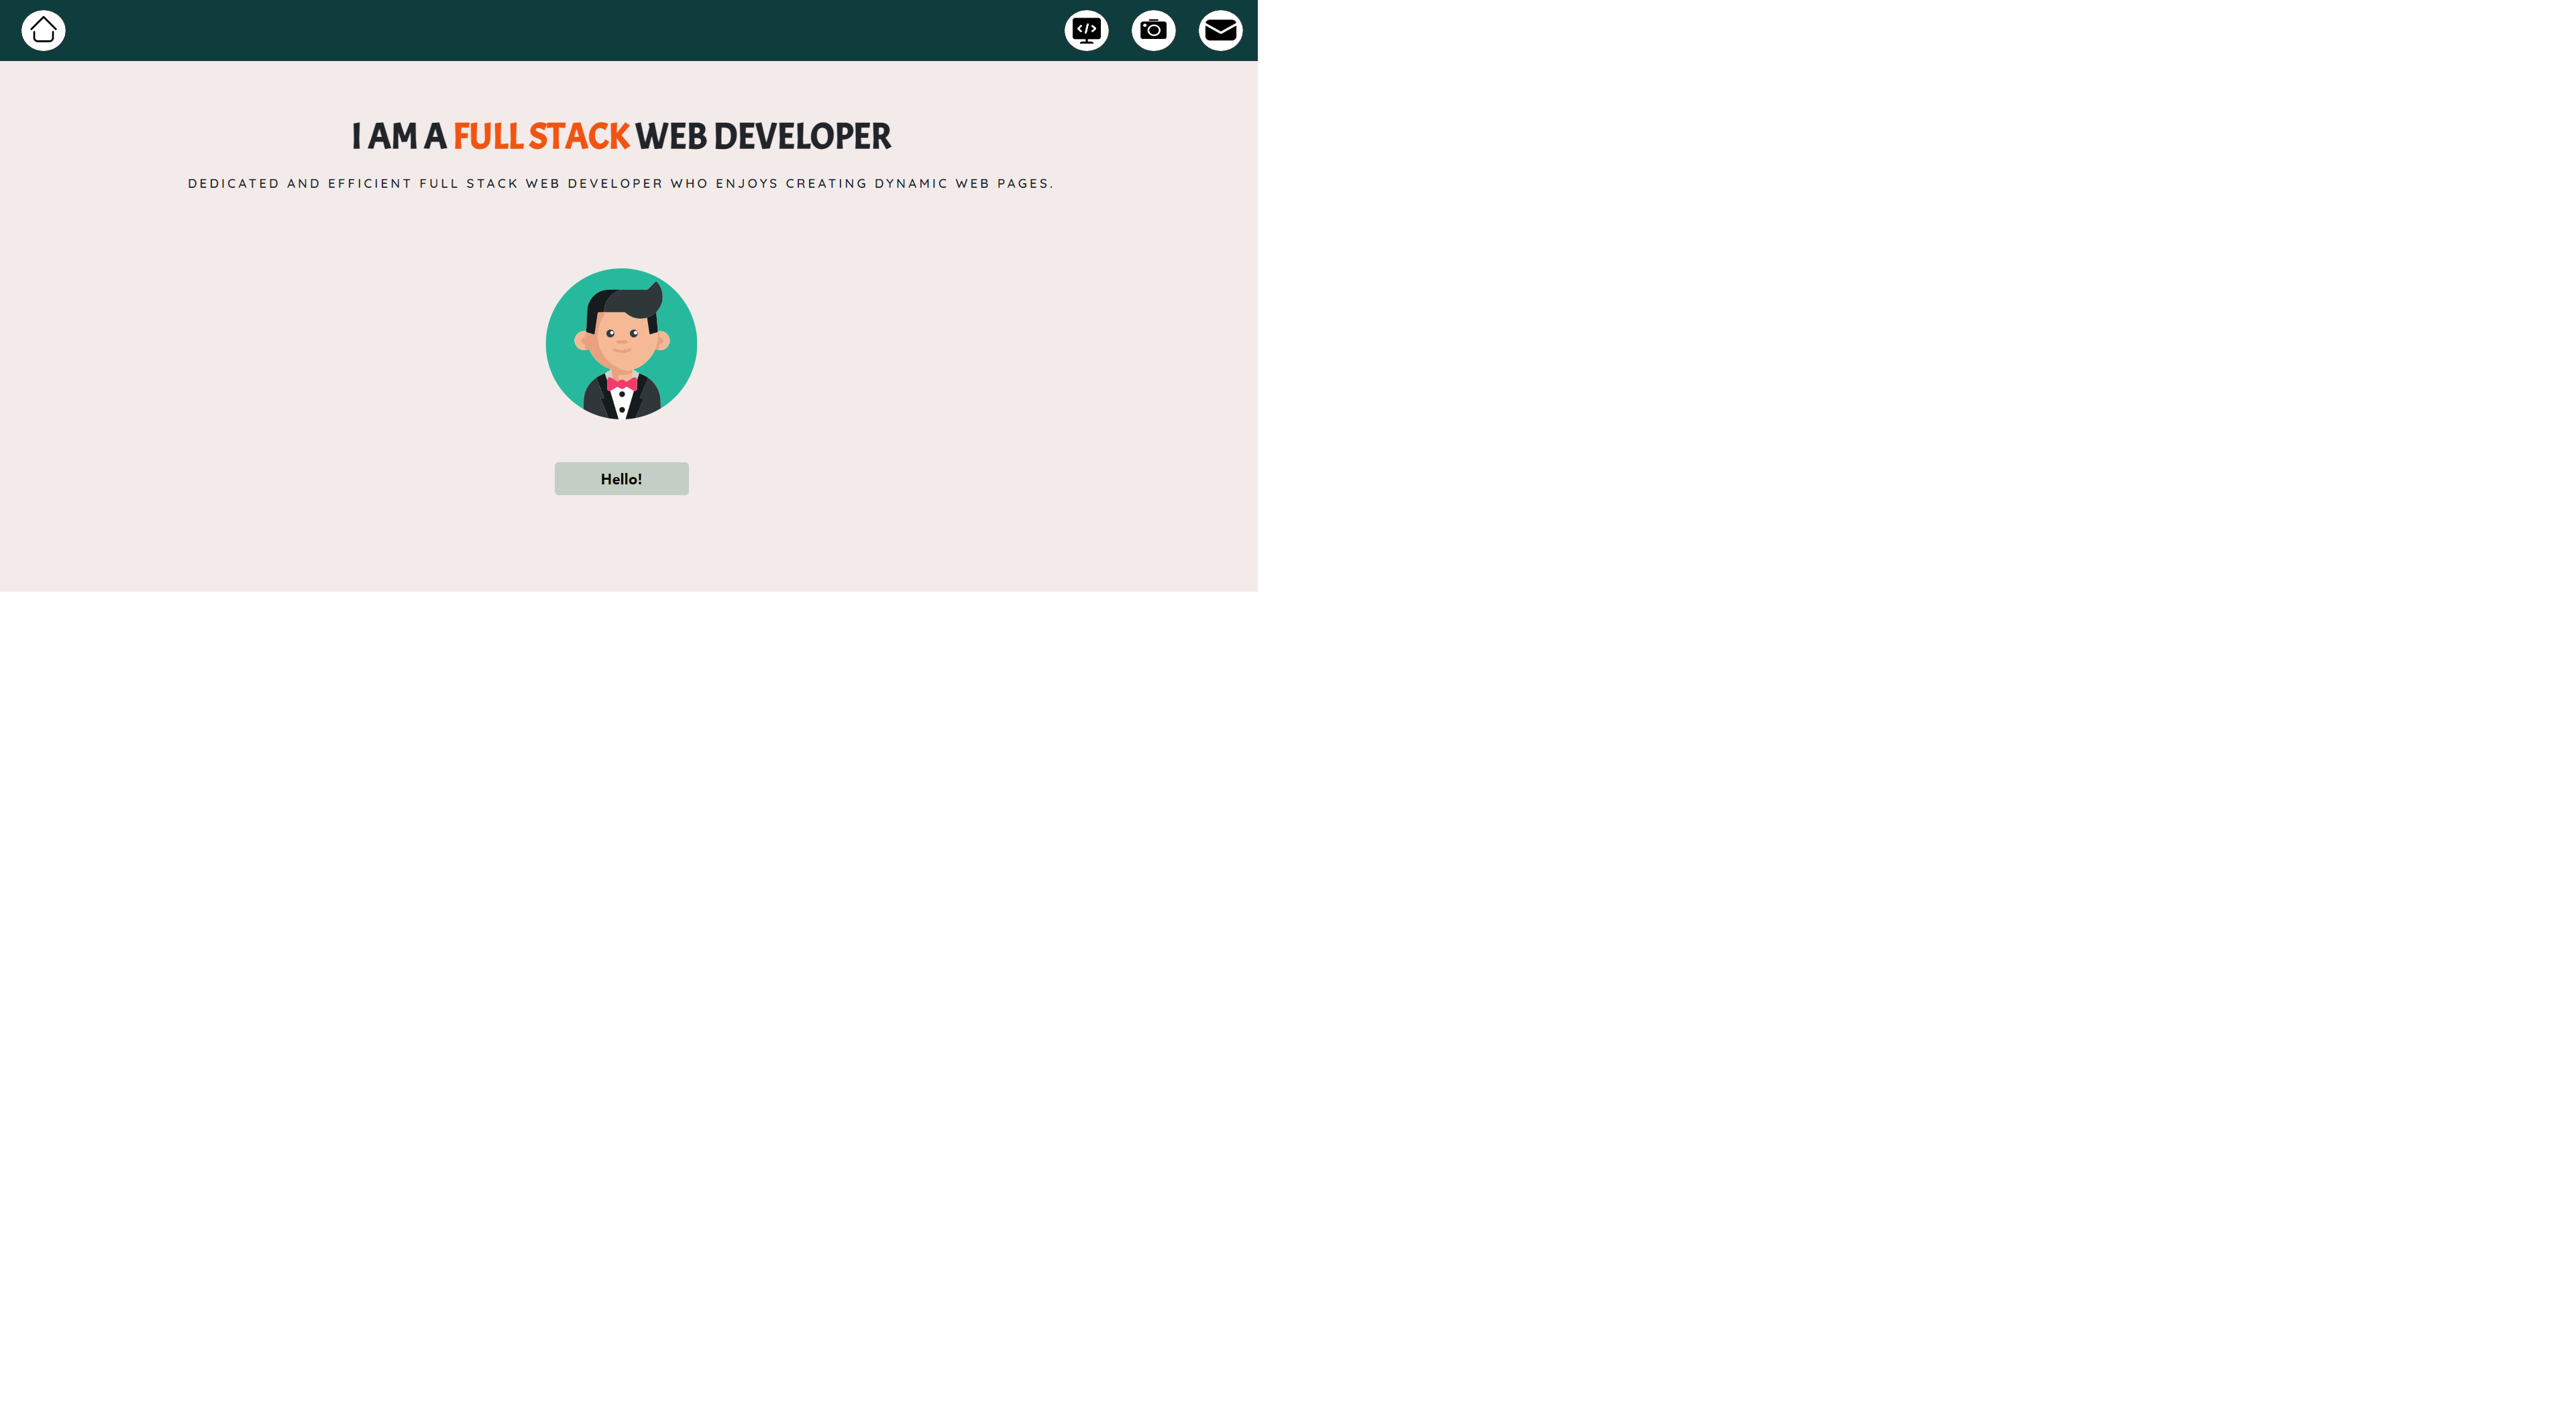 I AM A FULL STACK WEB DEVELOPER
DEDICATED AND EFFICIENT FULL STACK WEB DEVELOPER WHO ENJOYS CREATING DYNAMIC WEB PAGES.
Hello!